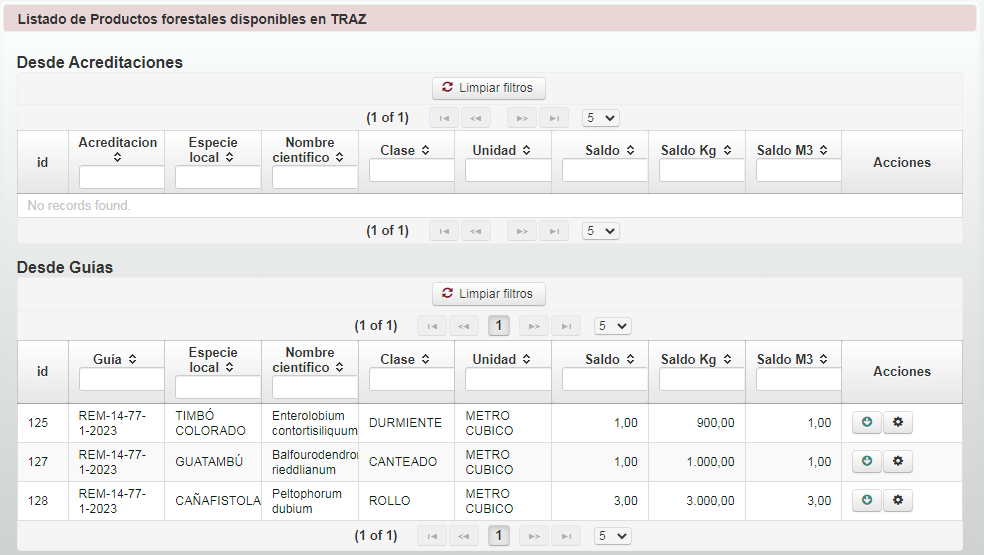 Listado de Productos forestales disponibles en TRAZ
Desde Acreditaciones
Limpiar filtros
(1 of 1) 5
id Acreditacion Especie local Nombre científico Clase Unidad Saldo Saldo Kg Saldo M3 Acciones
No records found.
(1 of 1) 5
Desde Guías
Limpiar filtros
(1 of 1) 1 5
id Guía Especie local Nombre científico Clase Unidad Saldo Saldo Kg Saldo M3 Acciones
125 REM-14-77-1-2023 TIMBÓ COLORADO Enterolobium contortisiliquum DURMIENTE METRO CUBICO 1,00 900,00 1,00
127 REM-14-77-1-2023 GUATAMBÚ Balfourodendron rieddlianum CANTEADO METRO CUBICO 1,00 1.000,00 1,00
128 REM-14-77-1-2023 CAÑAFISTOLA Peltophorum dubium ROLLO METRO CUBICO 3,00 3.000,00 3,00
(1 of 1) 1 5